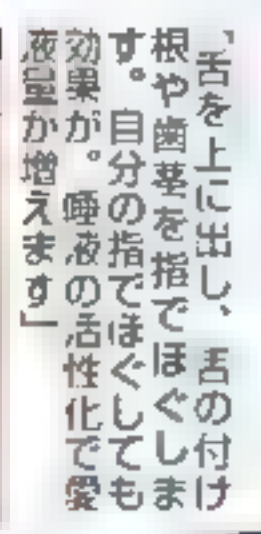 「舌を上に出し、舌の付け
根や歯茎を指でほぐしま
す。自分の指でほぐしても
効果が。唾液の活性化で愛
液量が増えます」